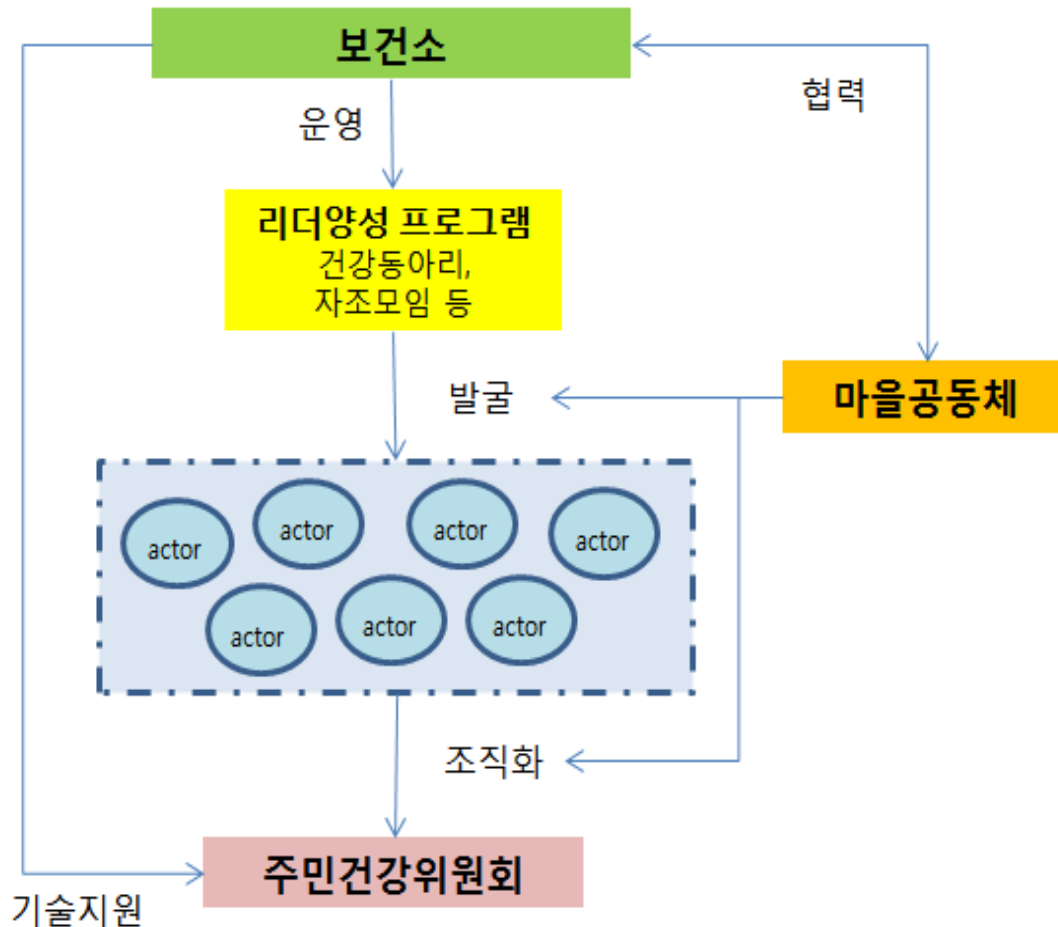 보건소
협력
운영
리더양성 프로그램
건강동아리,
자조모임 등
발굴
마을공동체
actor
actor
actor
actor
actor
actor
actor
조직화
주민건강위원회
기술지원